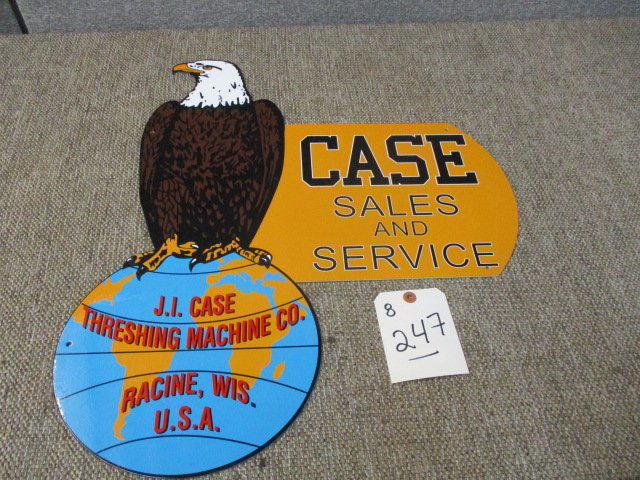 CASE
SALES
AND
SERVICE
J.I. CASE
THRESHING MACHINE CO.
RACINE, WIS.
U.S.A.
8
247